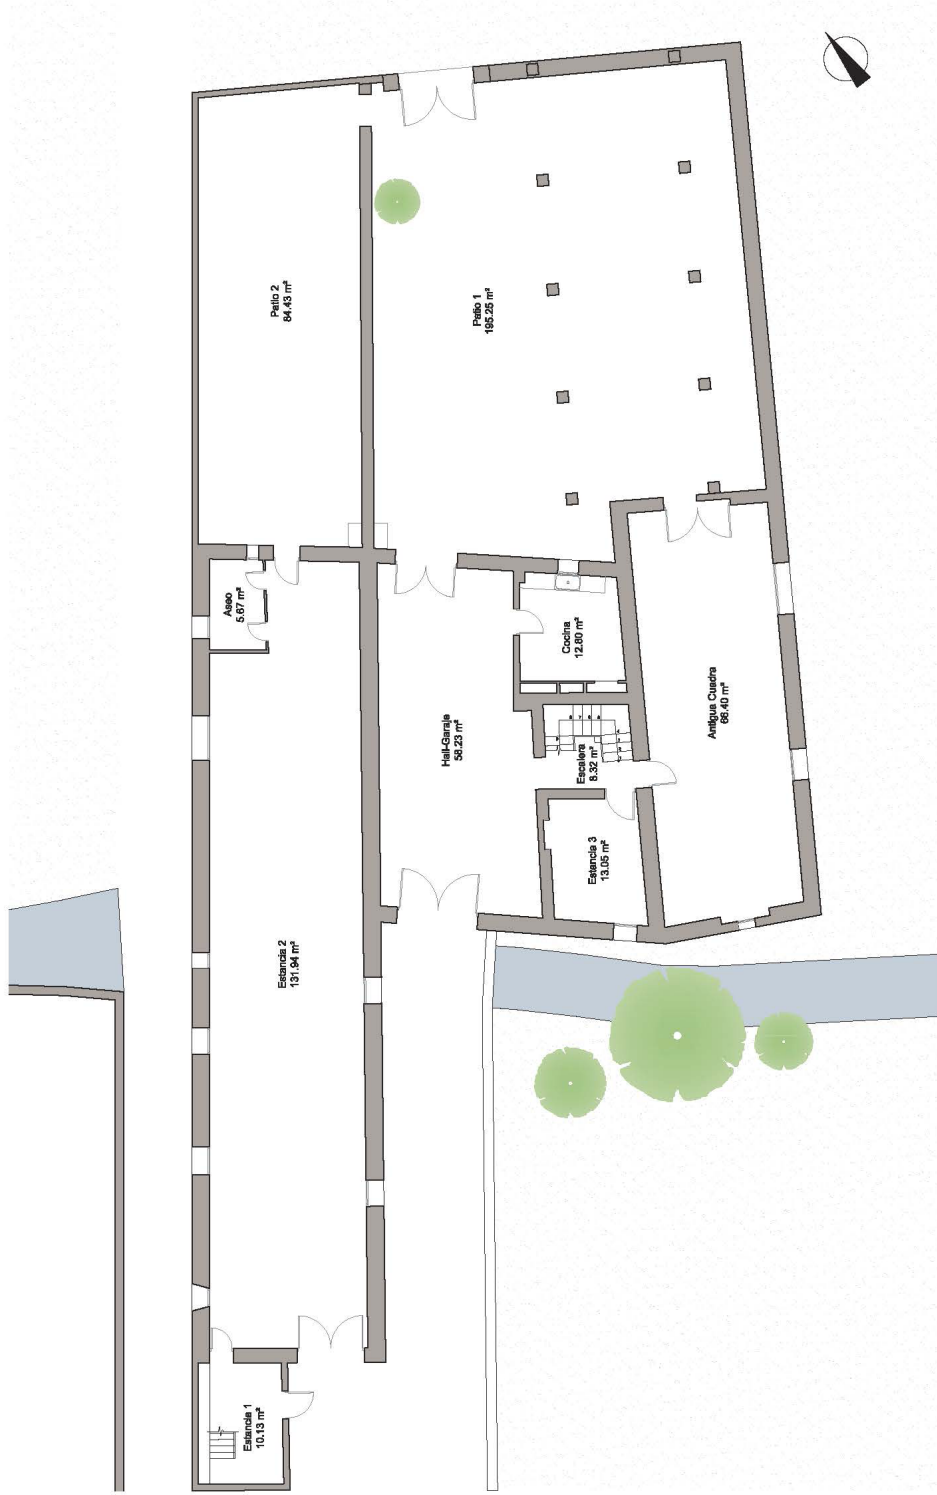 Patio 2
84.43 m²
Patio 1
195.25 m²
Aseo
5.67 m²
Cocina
12.80 m²
Hall-Garaje
58.23 m²
Antigua Cuadra
66.40 m²
Escalera
8.32 m²
Estancia 3
13.05 m²
Estancia 2
131.94 m²
Estancia 1
10.13 m²